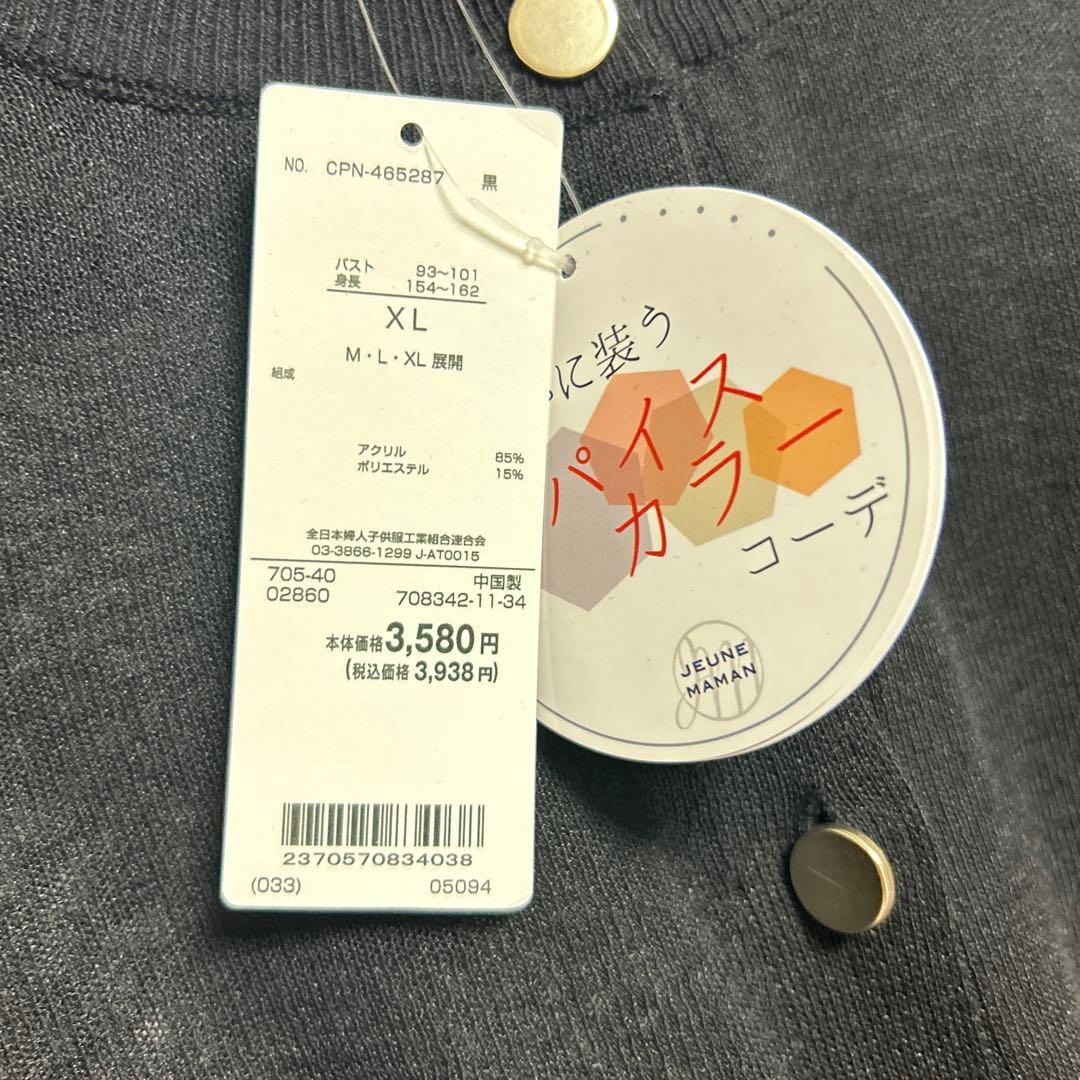 NO. CPN-465287 黒
バスト 93~101
身長 154~162
XL
M・L・XL 展開
組成
アクリル 85%
ポリエステル 15%
全日本婦人子供服工業組合連合会
03-3866-1299 J-AT0015
705-40 中国製
02860 708342-11-34
本体価格3,580円
(税込価格 3,938円)
2370570834038
(033) 05094
に装う
パイス
カラー
コーデ
JEUNE
MAMAN